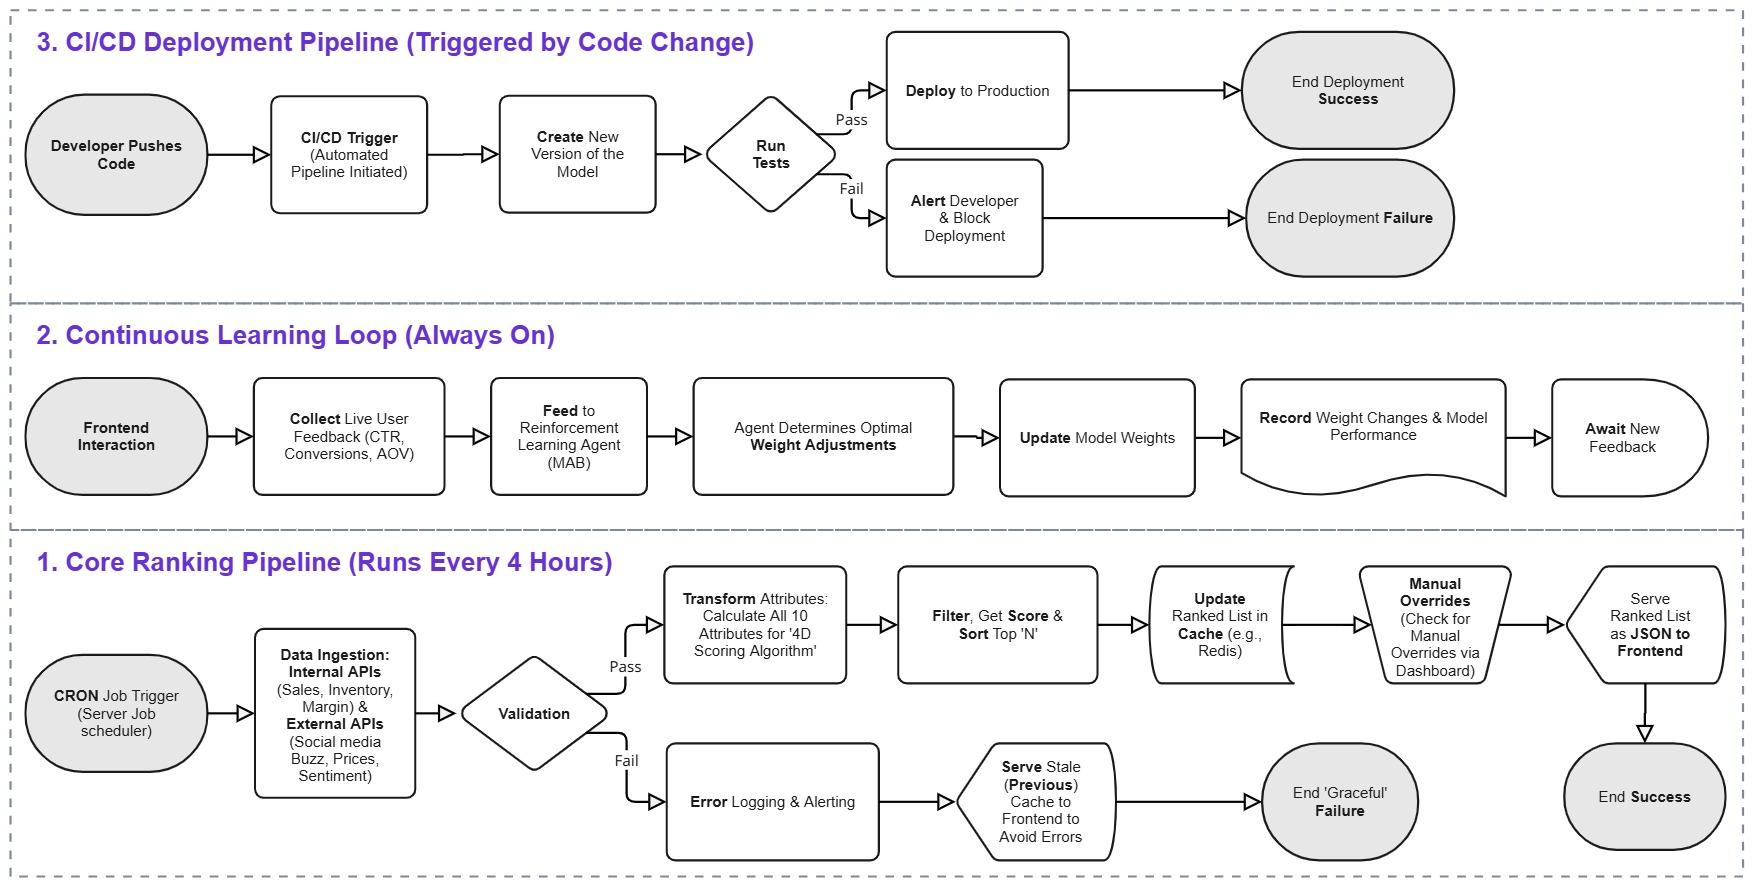 3. CI/CD Deployment Pipeline (Triggered by Code Change)
Developer Pushes
Code
CI/CD Trigger
(Automated
Pipeline Initiated)
Create New
Version of the
Model
Run
Tests
Pass
Deploy to Production
End Deployment
Success
Fail
Alert Developer
& Block
Deployment
End Deployment Failure
2. Continuous Learning Loop (Always On)
Frontend
Interaction
Collect Live User
Feedback (CTR,
Conversions, AOV)
Feed to
Reinforcement
Learning Agent
(MAB)
Agent Determines Optimal
Weight Adjustments
Update Model Weights
Record Weight Changes & Model
Performance
Await New
Feedback
1. Core Ranking Pipeline (Runs Every 4 Hours)
CRON Job Trigger
(Server Job
scheduler)
Data Ingestion:
Internal APIs
(Sales, Inventory,
Margin) &
External APIs
(Social media
Buzz, Prices,
Sentiment)
Validation
Pass
Transform Attributes:
Calculate All 10
Attributes for '4D
Scoring Algorithm'
Filter, Get Score &
Sort Top 'N'
Update
Ranked List in
Cache (e.g.,
Redis)
Manual
Overrides
(Check for
Manual
Overrides via
Dashboard)
Serve
Ranked List
as JSON to
Frontend
Fail
Error Logging & Alerting
Serve Stale
(Previous)
Cache to
Frontend to
Avoid Errors
End 'Graceful'
Failure
End Success